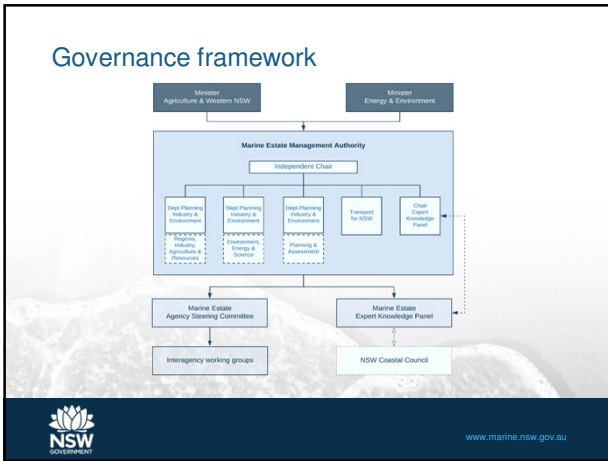 Governance framework
Minister
Agriculture & Western NSW
Minister
Energy & Environment
Marine Estate Management Authority
Independent Chair
Dept Planning
Industry &
Environment
Dept Planning
Industry &
Environment
Dept Planning
Industry &
Environment
Transport
for NSW
Chair
Expert
Knowledge
Panel
Regions,
Industry,
Agriculture &
Resources
Environment,
Energy &
Science
Planning &
Assessment
Marine Estate
Agency Steering Committee
Marine Estate
Expert Knowledge Panel
Interagency working groups
NSW Coastal Council
NSW
GOVERNMENT
www.marine.nsw.gov.au